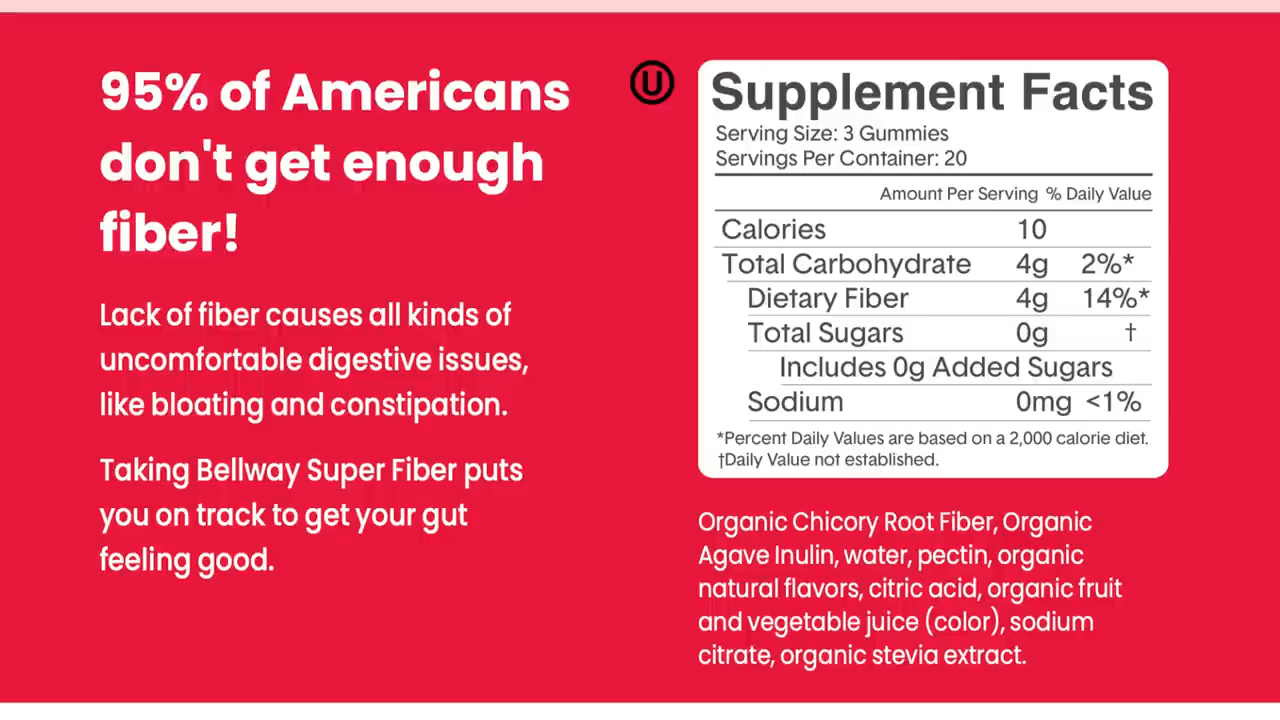 95% of Americans
don't get enough
fiber!
Lack of fiber causes all kinds of
uncomfortable digestive issues,
like bloating and constipation.
Taking Bellway Super Fiber puts
you on track to get your gut
feeling good.
U
Supplement Facts
Serving Size: 3 Gummies
Servings Per Container: 20
Amount Per Serving % Daily Value
Calories 10
Total Carbohydrate 4g 2%*
Dietary Fiber 4g 14%*
Total Sugars 0g †
Includes 0g Added Sugars
Sodium 0mg <1%
*Percent Daily Values are based on a 2,000 calorie diet.
†Daily Value not established.
Organic Chicory Root Fiber, Organic
Agave Inulin, water, pectin, organic
natural flavors, citric acid, organic fruit
and vegetable juice (color), sodium
citrate, organic stevia extract.